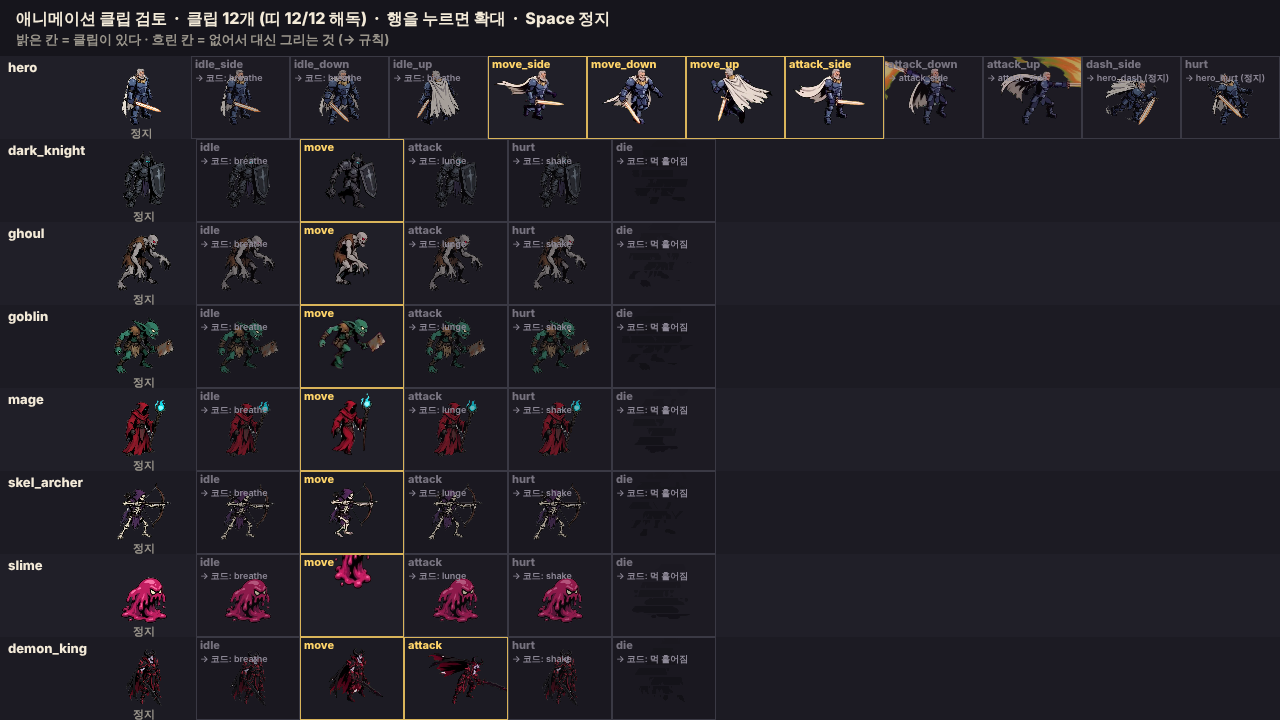 애니메이션 클립 검토 · 클립 12개 (띠 12/12 해독) · 행을 누르면 확대 · Space 정지
밝은 칸 = 클립이 있다 · 흐린 칸 = 없어서 대신 그리는 것 (→ 규칙)
hero
정지
idle_side
→ 코드: breathe
idle_down
→ 코드: breathe
idle_up
→ 코드: breathe
move_side
move_down
move_up
attack_side
attack_down
→ attack_side
attack_up
dash_side
→ hero_dash (정지)
hurt
→ hero_hurt (정지)
dark_knight
정지
idle
→ 코드: breathe
move
attack
→ 코드: lunge
hurt
→ 코드: shake
die
→ 코드: 먹 흩어짐
ghoul
정지
idle
→ 코드: breathe
move
attack
→ 코드: lunge
hurt
→ 코드: shake
die
→ 코드: 먹 흩어짐
goblin
정지
idle
→ 코드: breathe
move
attack
→ 코드: lunge
hurt
→ 코드: shake
die
→ 코드: 먹 흩어짐
mage
정지
idle
→ 코드: breathe
move
attack
→ 코드: lunge
hurt
→ 코드: shake
die
→ 코드: 먹 흩어짐
skel_archer
정지
idle
→ 코드: breathe
move
attack
→ 코드: lunge
hurt
→ 코드: shake
die
→ 코드: 먹 흩어짐
slime
정지
idle
→ 코드: breathe
move
attack
→ 코드: lunge
hurt
→ 코드: shake
die
→ 코드: 먹 흩어짐
demon_king
정지
idle
→ 코드: breathe
move
attack
hurt
→ 코드: shake
die
→ 코드: 먹 흩어짐